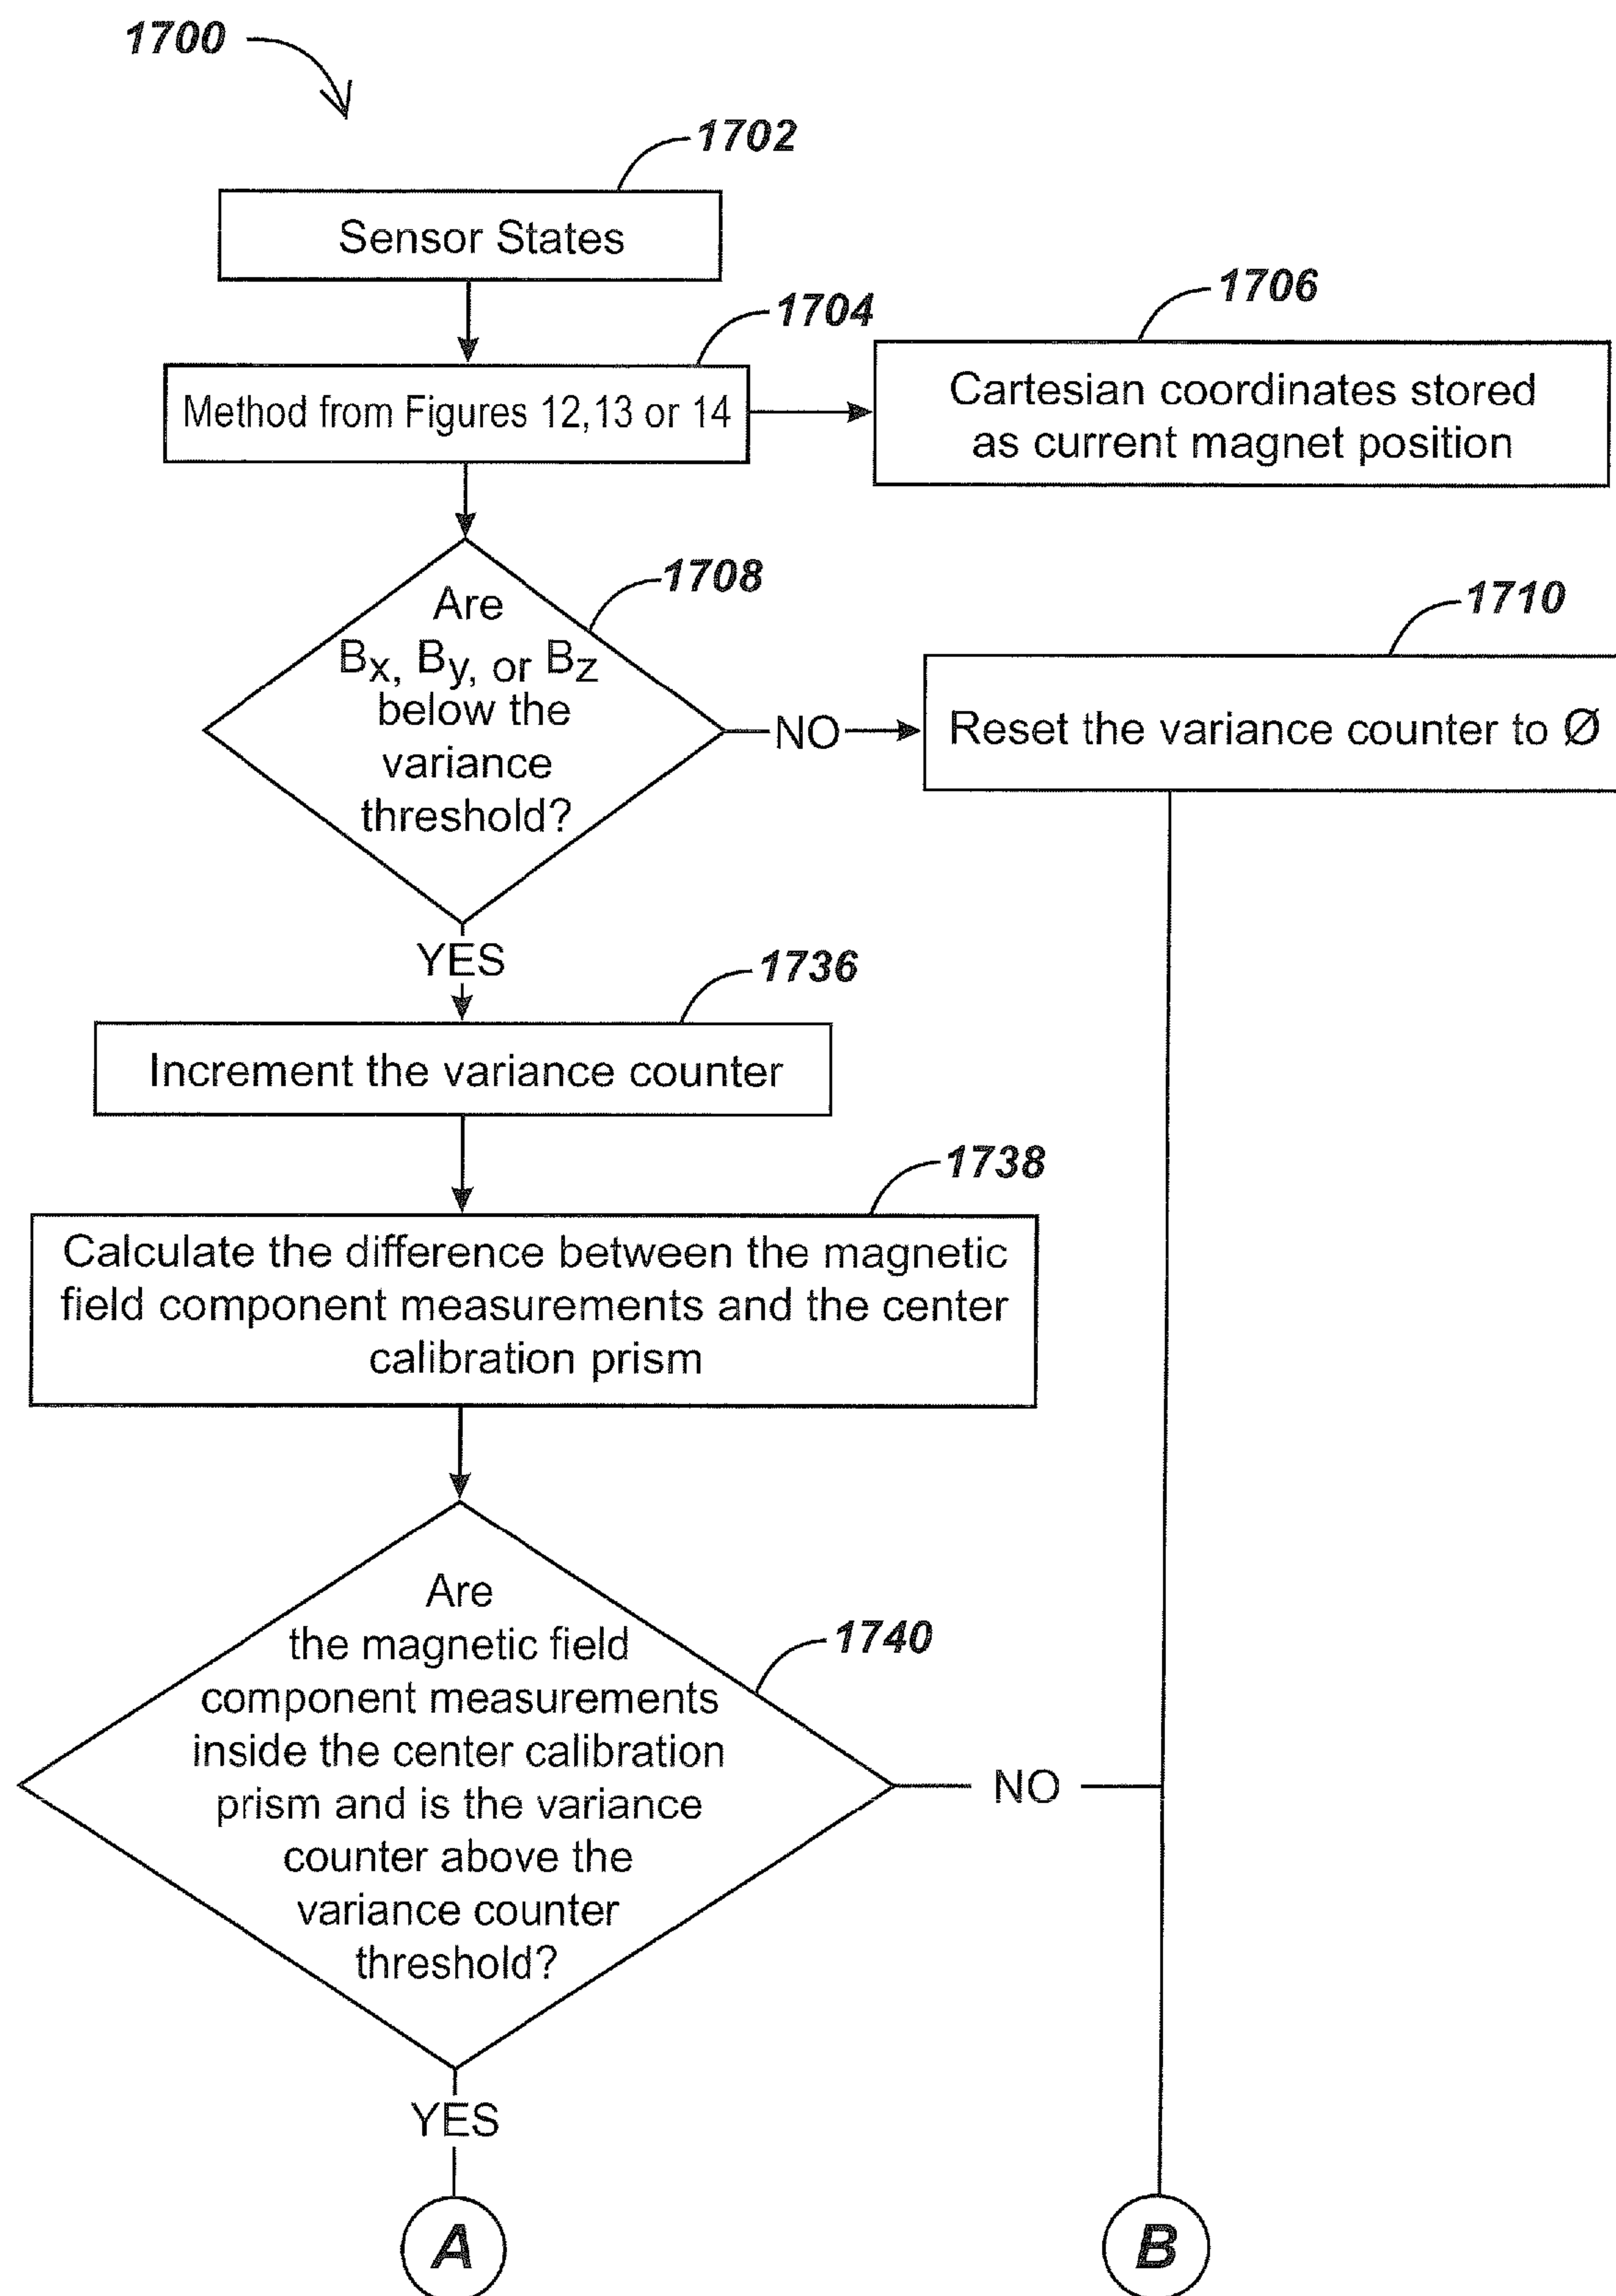 1700
1702
Sensor States
1704
Method from Figures 12,13 or 14
1706
Cartesian coordinates stored
as current magnet position
1708
Are
Bx, By, or Bz
below the
variance
threshold?
NO
1710
Reset the variance counter to Ø
YES
1736
Increment the variance counter
1738
Calculate the difference between the magnetic
field component measurements and the center
calibration prism
1740
Are
the magnetic field
component measurements
inside the center calibration
prism and is the variance
counter above the
variance counter
threshold?
NO
YES
A
B